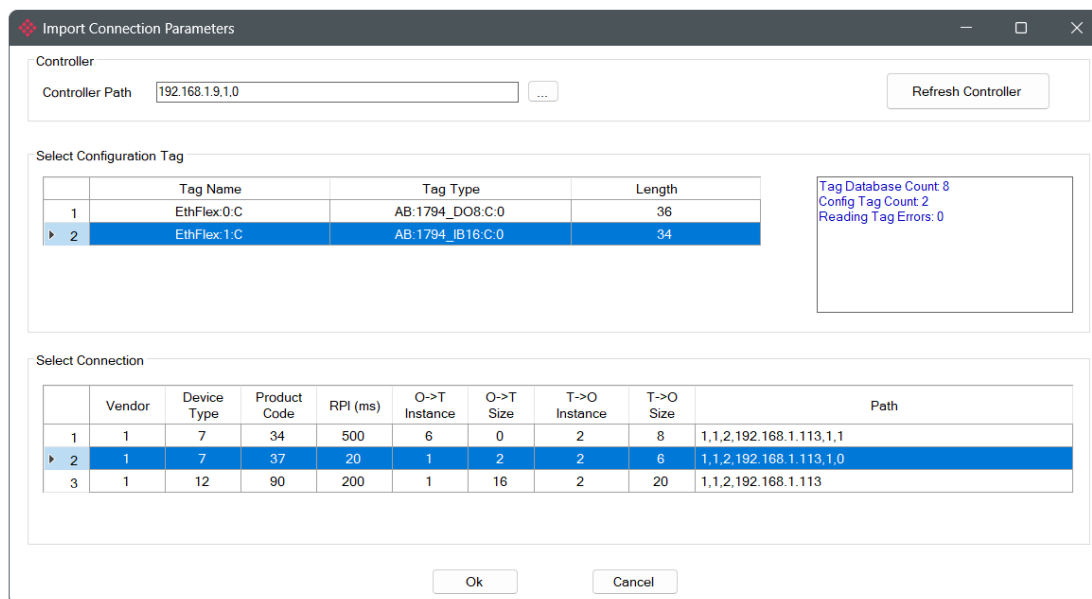 Import Connection Parameters
Controller
Controller Path 192.168.1.9,1,0 ... Refresh Controller
Select Configuration Tag
Tag Name Tag Type Length
1 EthFlex:0:C AB:1794_DO8:C:0 36
2 EthFlex:1:C AB:1794_IB16:C:0 34
Tag Database Count: 8
Config Tag Count: 2
Reading Tag Errors: 0
Select Connection
Vendor Device Type Product Code RPI (ms) O->T Instance O->T Size T->O Instance T->O Size Path
1 1 7 34 500 6 0 2 8 1,1,2,192.168.1.113,1,1
2 1 7 37 20 1 2 2 6 1,1,2,192.168.1.113,1,0
3 1 12 90 200 1 16 2 20 1,1,2,192.168.1.113
Ok Cancel